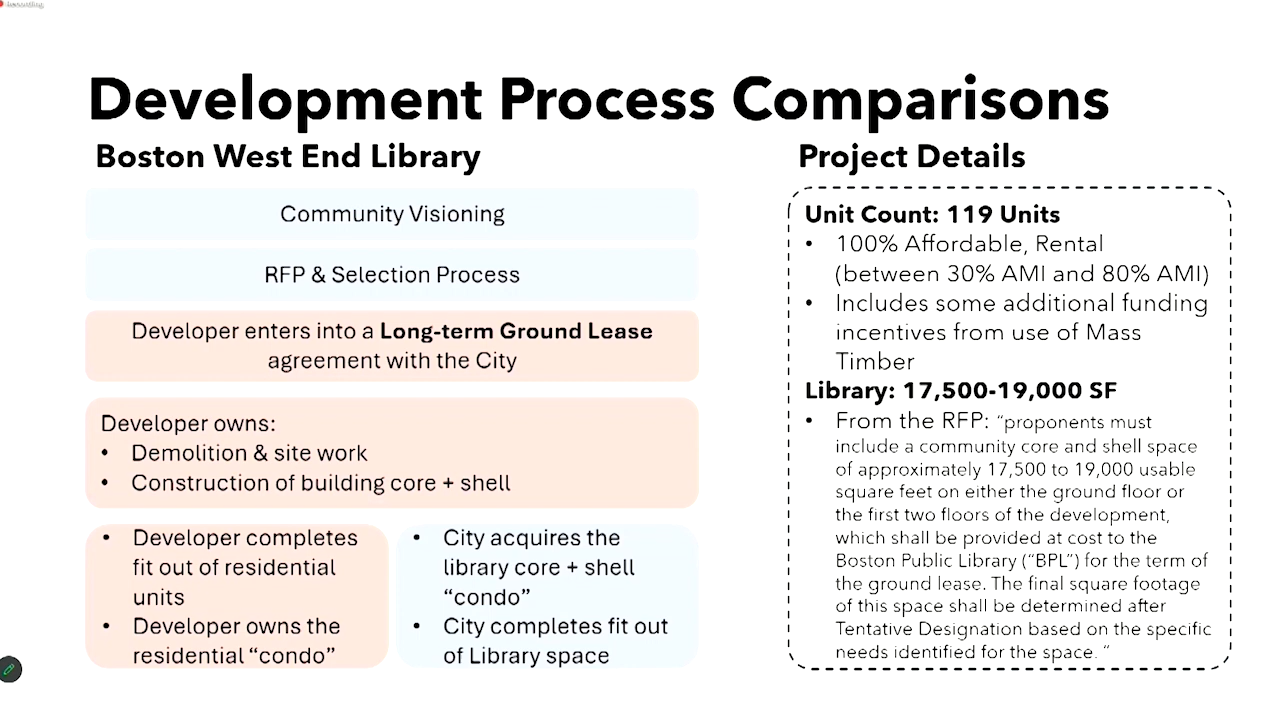 Development Process Comparisons
Boston West End Library
Community Visioning
RFP & Selection Process
Developer enters into a Long-term Ground Lease
agreement with the City
Developer owns:
• Demolition & site work
• Construction of building core + shell
• Developer completes
fit out of residential
units
• Developer owns the
residential “condo”
• City acquires the
library core + shell
“condo”
• City completes fit out
of Library space
Project Details
Unit Count: 119 Units
• 100% Affordable, Rental
(between 30% AMI and 80% AMI)
• Includes some additional funding
incentives from use of Mass
Timber
Library: 17,500-19,000 SF
• From the RFP: “proponents must
include a community core and shell space
of approximately 17,500 to 19,000 usable
square feet on either the ground floor or
the first two floors of the development,
which shall be provided at cost to the
Boston Public Library (“BPL”) for the term of
the ground lease. The final square footage
of this space shall be determined after
Tentative Designation based on the specific
needs identified for the space. “